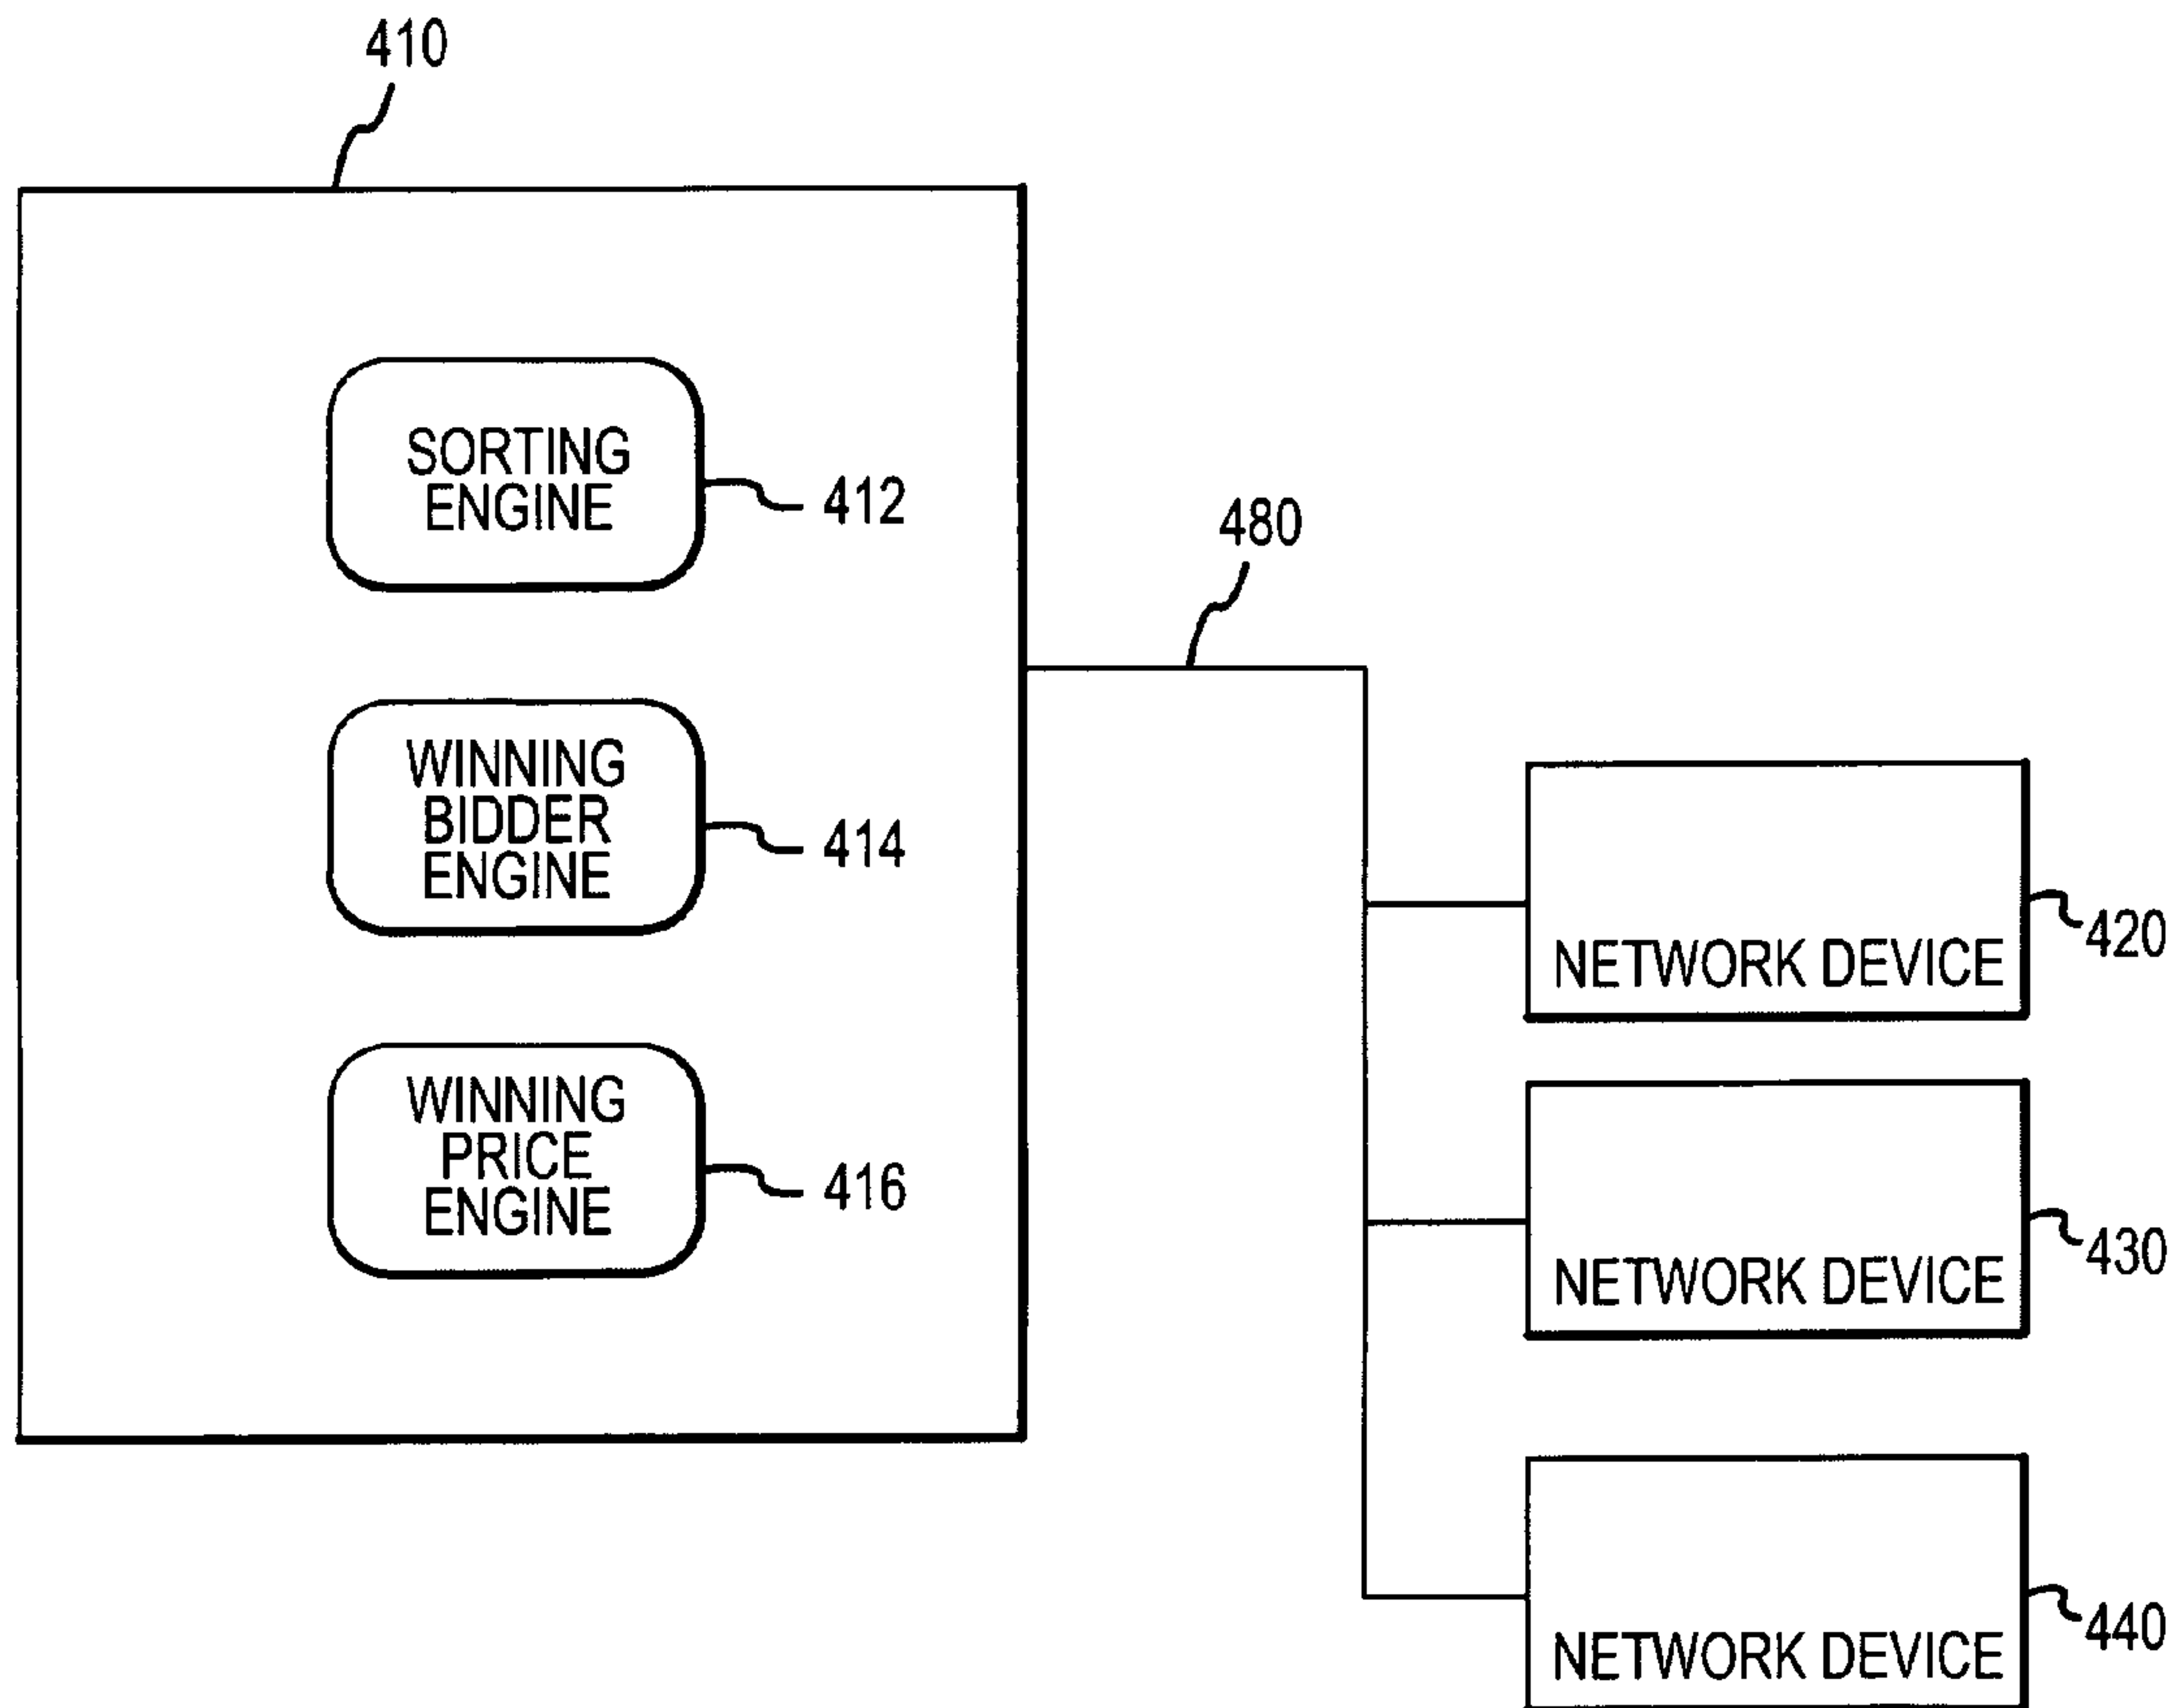 410
SORTING
ENGINE
412
480
WINNING
BIDDER
ENGINE
414
NETWORK DEVICE
420
WINNING
PRICE
ENGINE
416
NETWORK DEVICE
430
NETWORK DEVICE
440